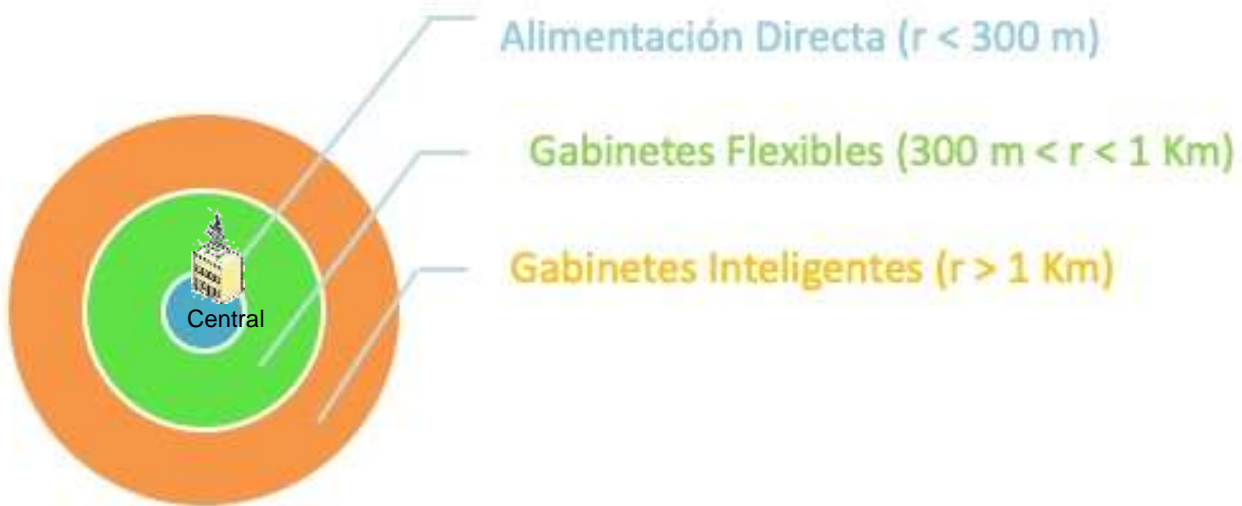 Alimentación Directa (r < 300 m)
Gabinetes Flexibles (300 m < r < 1 Km)
Gabinetes Inteligentes (r > 1 Km)
Central